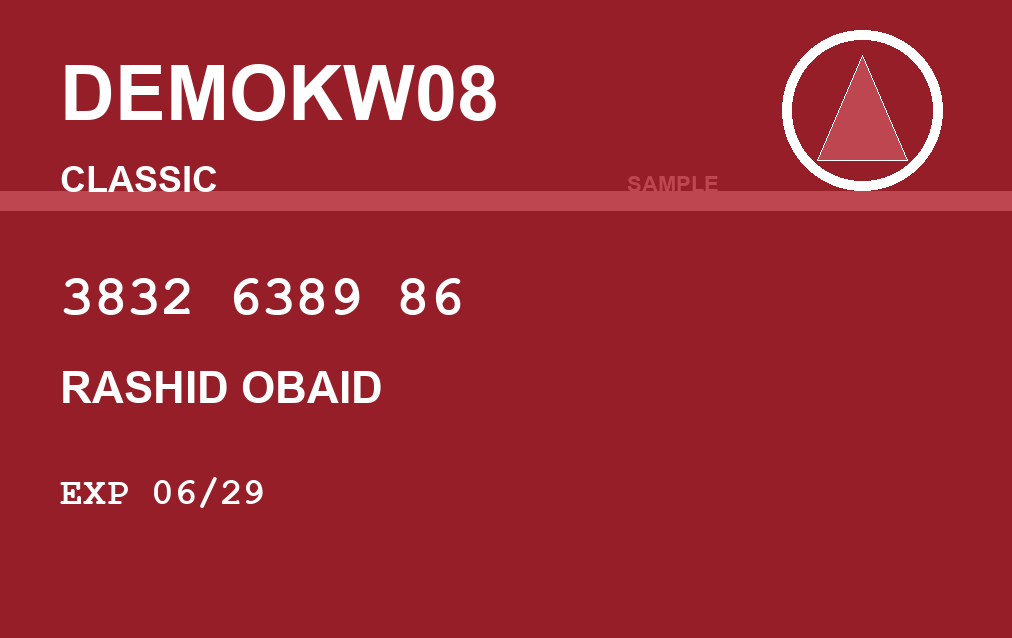 DEMOKW08
CLASSIC
SAMPLE
3832 6389 86
RASHID OBAID
EXP 06/29